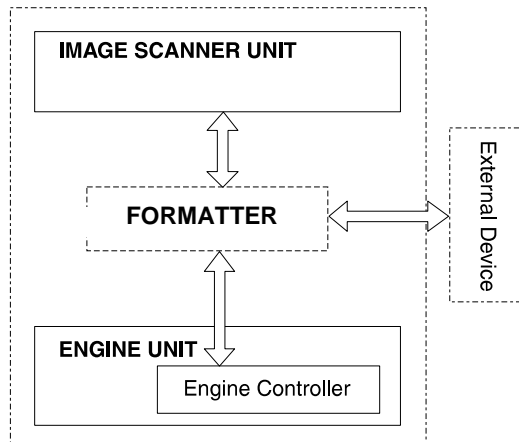 IMAGE SCANNER UNIT
FORMATTER
External Device
ENGINE UNIT
Engine Controller